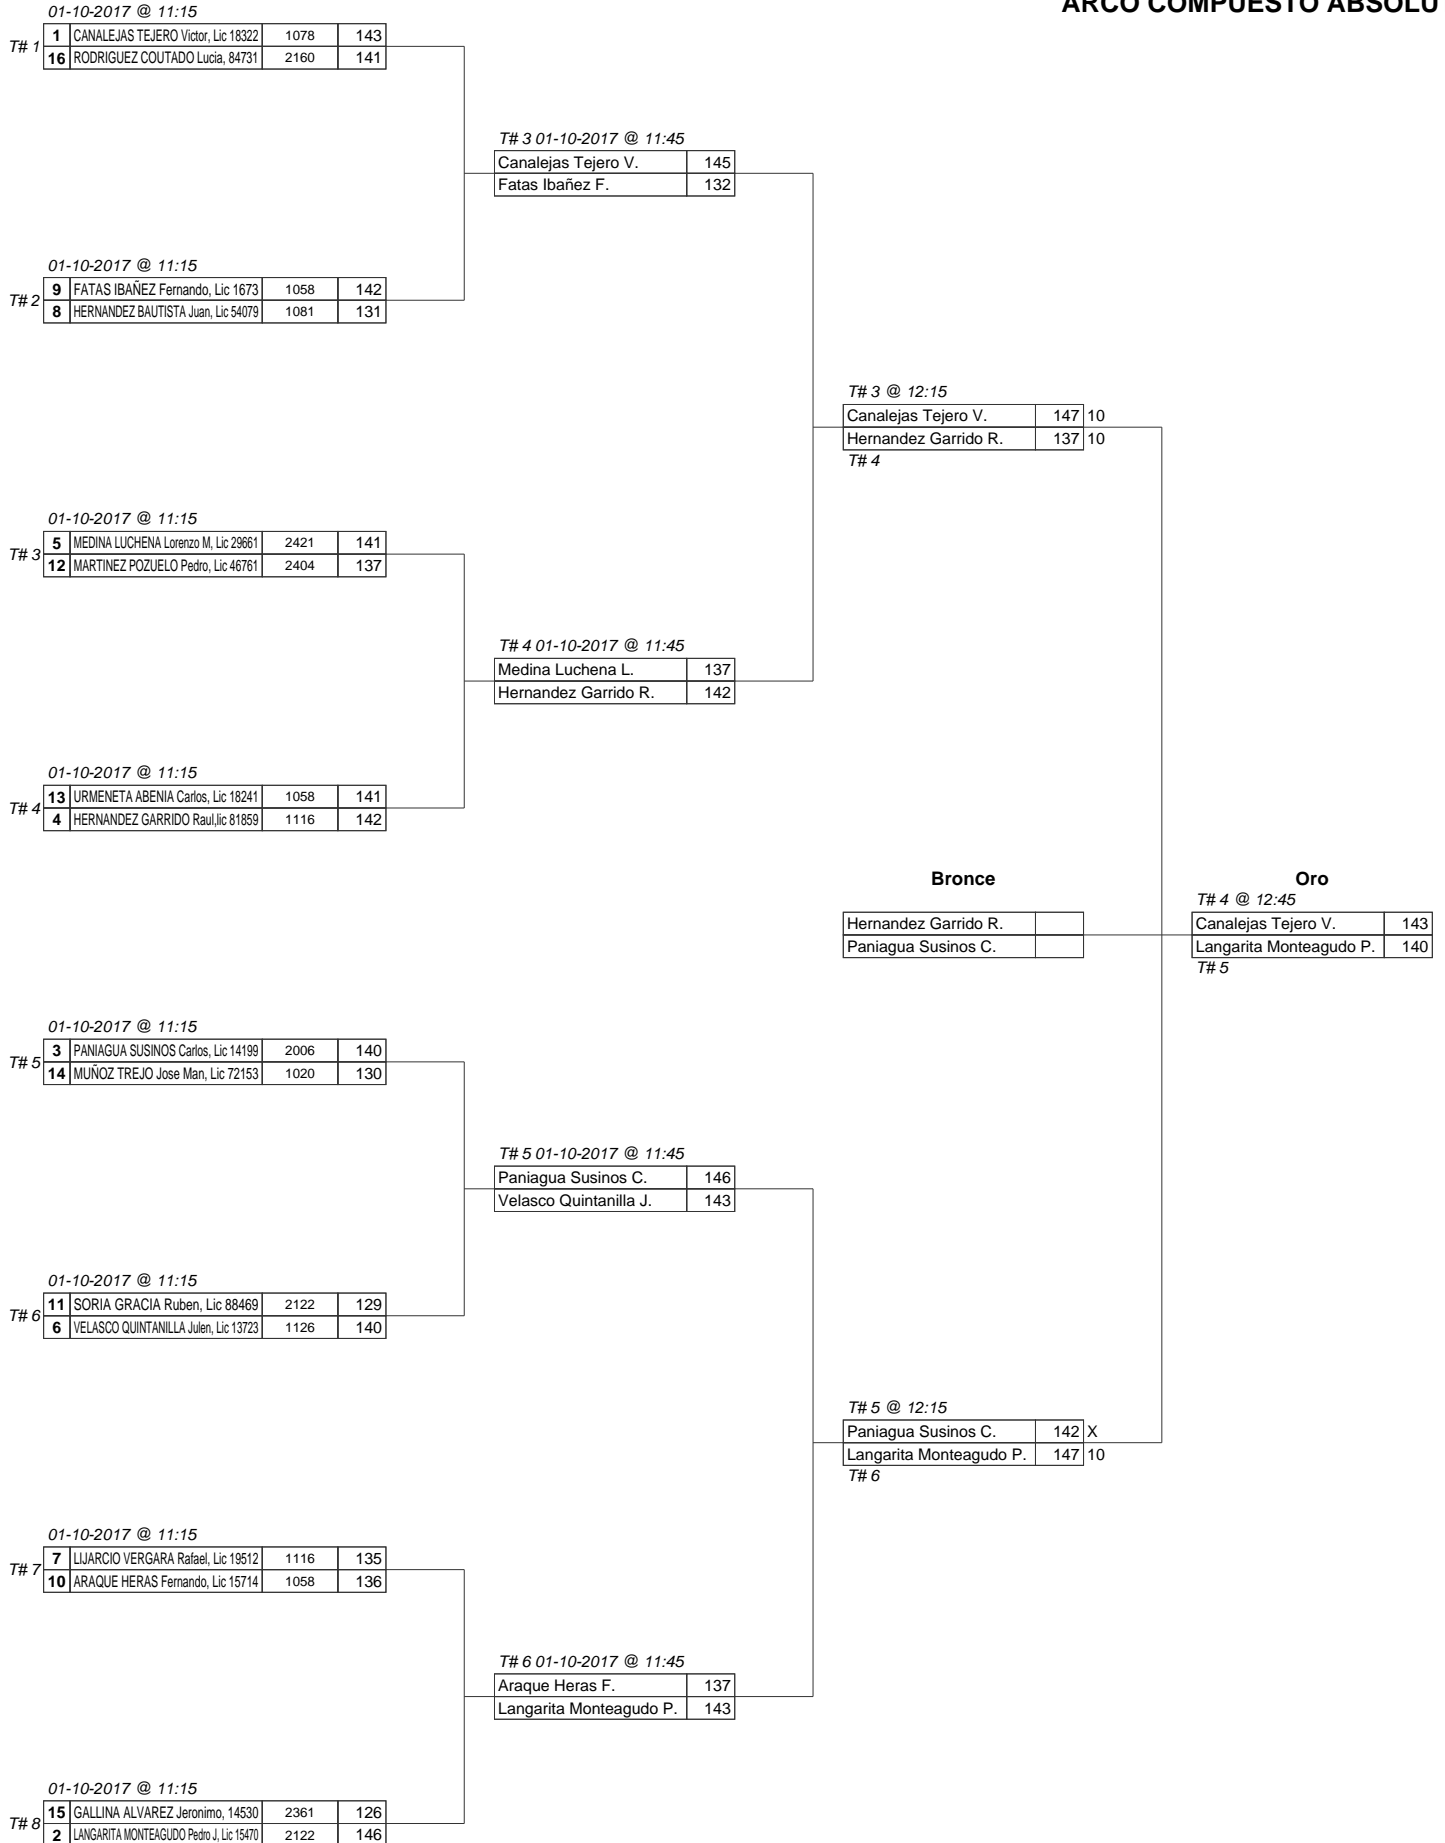 ARCO COMPUESTO ABSOLU
01-10-2017 @ 11:15
T# 1
1 CANALEJAS TEJERO Victor, Lic 18322 1078 143
16 RODRIGUEZ COUTADO Lucia, 84731 2160 141
T# 3 01-10-2017 @ 11:45
Canalejas Tejero V. 145
Fatas Ibañez F. 132
01-10-2017 @ 11:15
T# 2
9 FATAS IBAÑEZ Fernando, Lic 1673 1058 142
8 HERNANDEZ BAUTISTA Juan, Lic 54079 1081 131
T# 3 @ 12:15
Canalejas Tejero V. 147 10
Hernandez Garrido R. 137 10
T# 4
01-10-2017 @ 11:15
T# 3
5 MEDINA LUCHENA Lorenzo M, Lic 29661 2421 141
12 MARTINEZ POZUELO Pedro, Lic 46761 2404 137
T# 4 01-10-2017 @ 11:45
Medina Luchena L. 137
Hernandez Garrido R. 142
01-10-2017 @ 11:15
T# 4
13 URMENETA ABENIA Carlos, Lic 18241 1058 141
4 HERNANDEZ GARRIDO Raul,lic 81859 1116 142
Bronce Oro
T# 4 @ 12:45
Hernandez Garrido R. Canalejas Tejero V. 143
Paniagua Susinos C. Langarita Monteagudo P. 140
T# 5
01-10-2017 @ 11:15
T# 5
3 PANIAGUA SUSINOS Carlos, Lic 14199 2006 140
14 MUÑOZ TREJO Jose Man, Lic 72153 1020 130
T# 5 01-10-2017 @ 11:45
Paniagua Susinos C. 146
Velasco Quintanilla J. 143
01-10-2017 @ 11:15
T# 6
11 SORIA GRACIA Ruben, Lic 88469 2122 129
6 VELASCO QUINTANILLA Julen, Lic 13723 1126 140
T# 5 @ 12:15
Paniagua Susinos C. 142 X
Langarita Monteagudo P. 147 10
T# 6
01-10-2017 @ 11:15
T# 7
7 LIJARCIO VERGARA Rafael, Lic 19512 1116 135
10 ARAQUE HERAS Fernando, Lic 15714 1058 136
T# 6 01-10-2017 @ 11:45
Araque Heras F. 137
Langarita Monteagudo P. 143
01-10-2017 @ 11:15
T# 8
15 GALLINA ALVAREZ Jeronimo, 14530 2361 126
2 LANGARITA MONTEAGUDO Pedro J, Lic 15470 2122 146